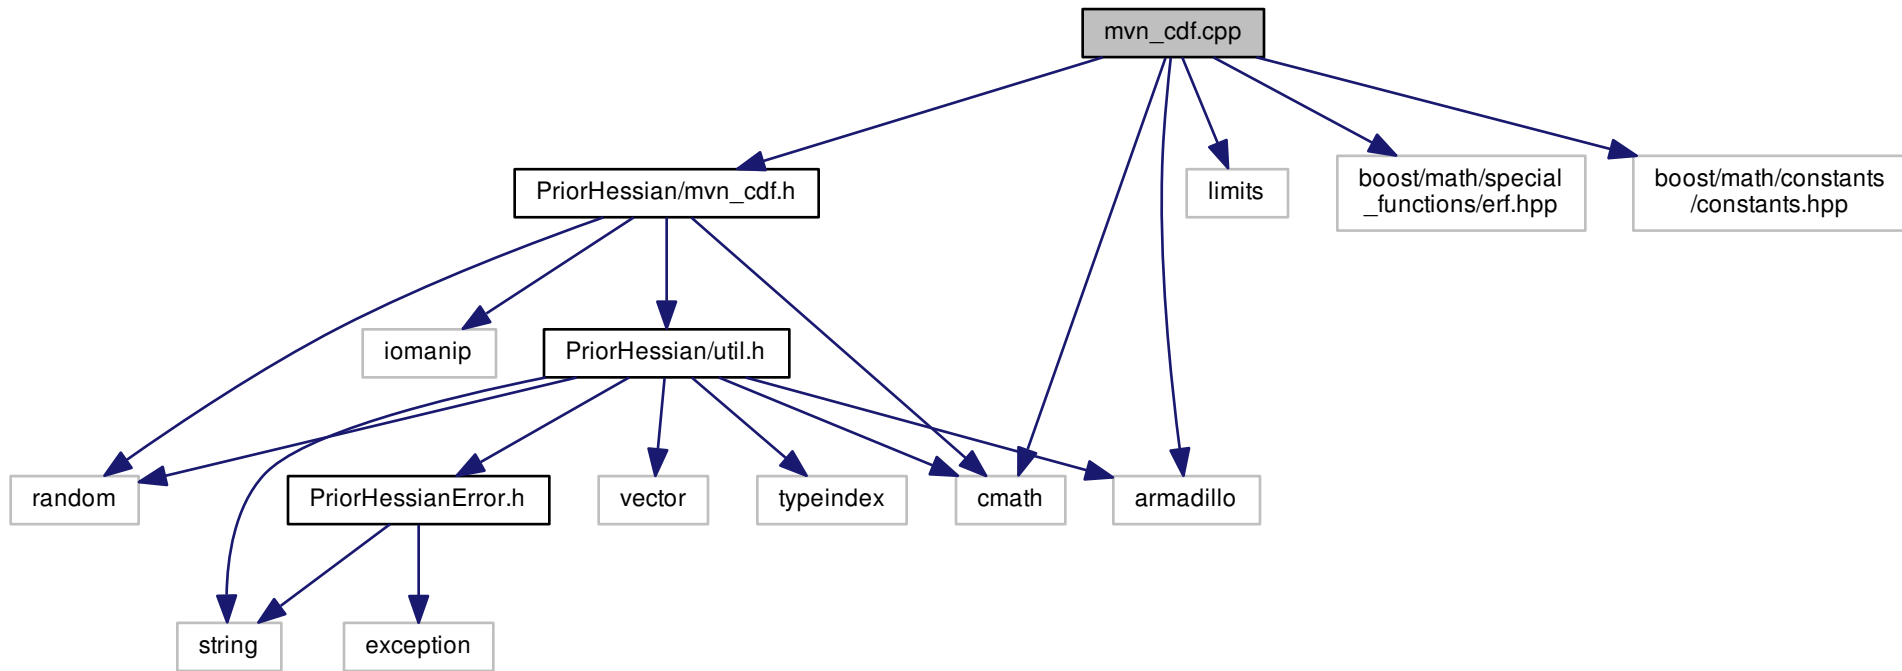 mvn_cdf.cpp
PriorHessian/mvn_cdf.h
limits
boost/math/special
_functions/erf.hpp
boost/math/constants
/constants.hpp
iomanip
PriorHessian/util.h
random
PriorHessianError.h
vector
typeindex
cmath
armadillo
string
exception